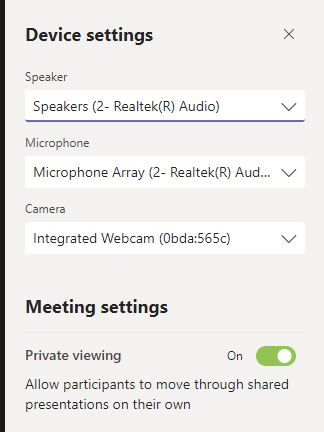 Device settings
Speaker
Speakers (2- Realtek(R) Audio)
Microphone
Microphone Array (2- Realtek(R) Aud...
Camera
Integrated Webcam (0bda:565c)
Meeting settings
Private viewing On
Allow participants to move through shared
presentations on their own